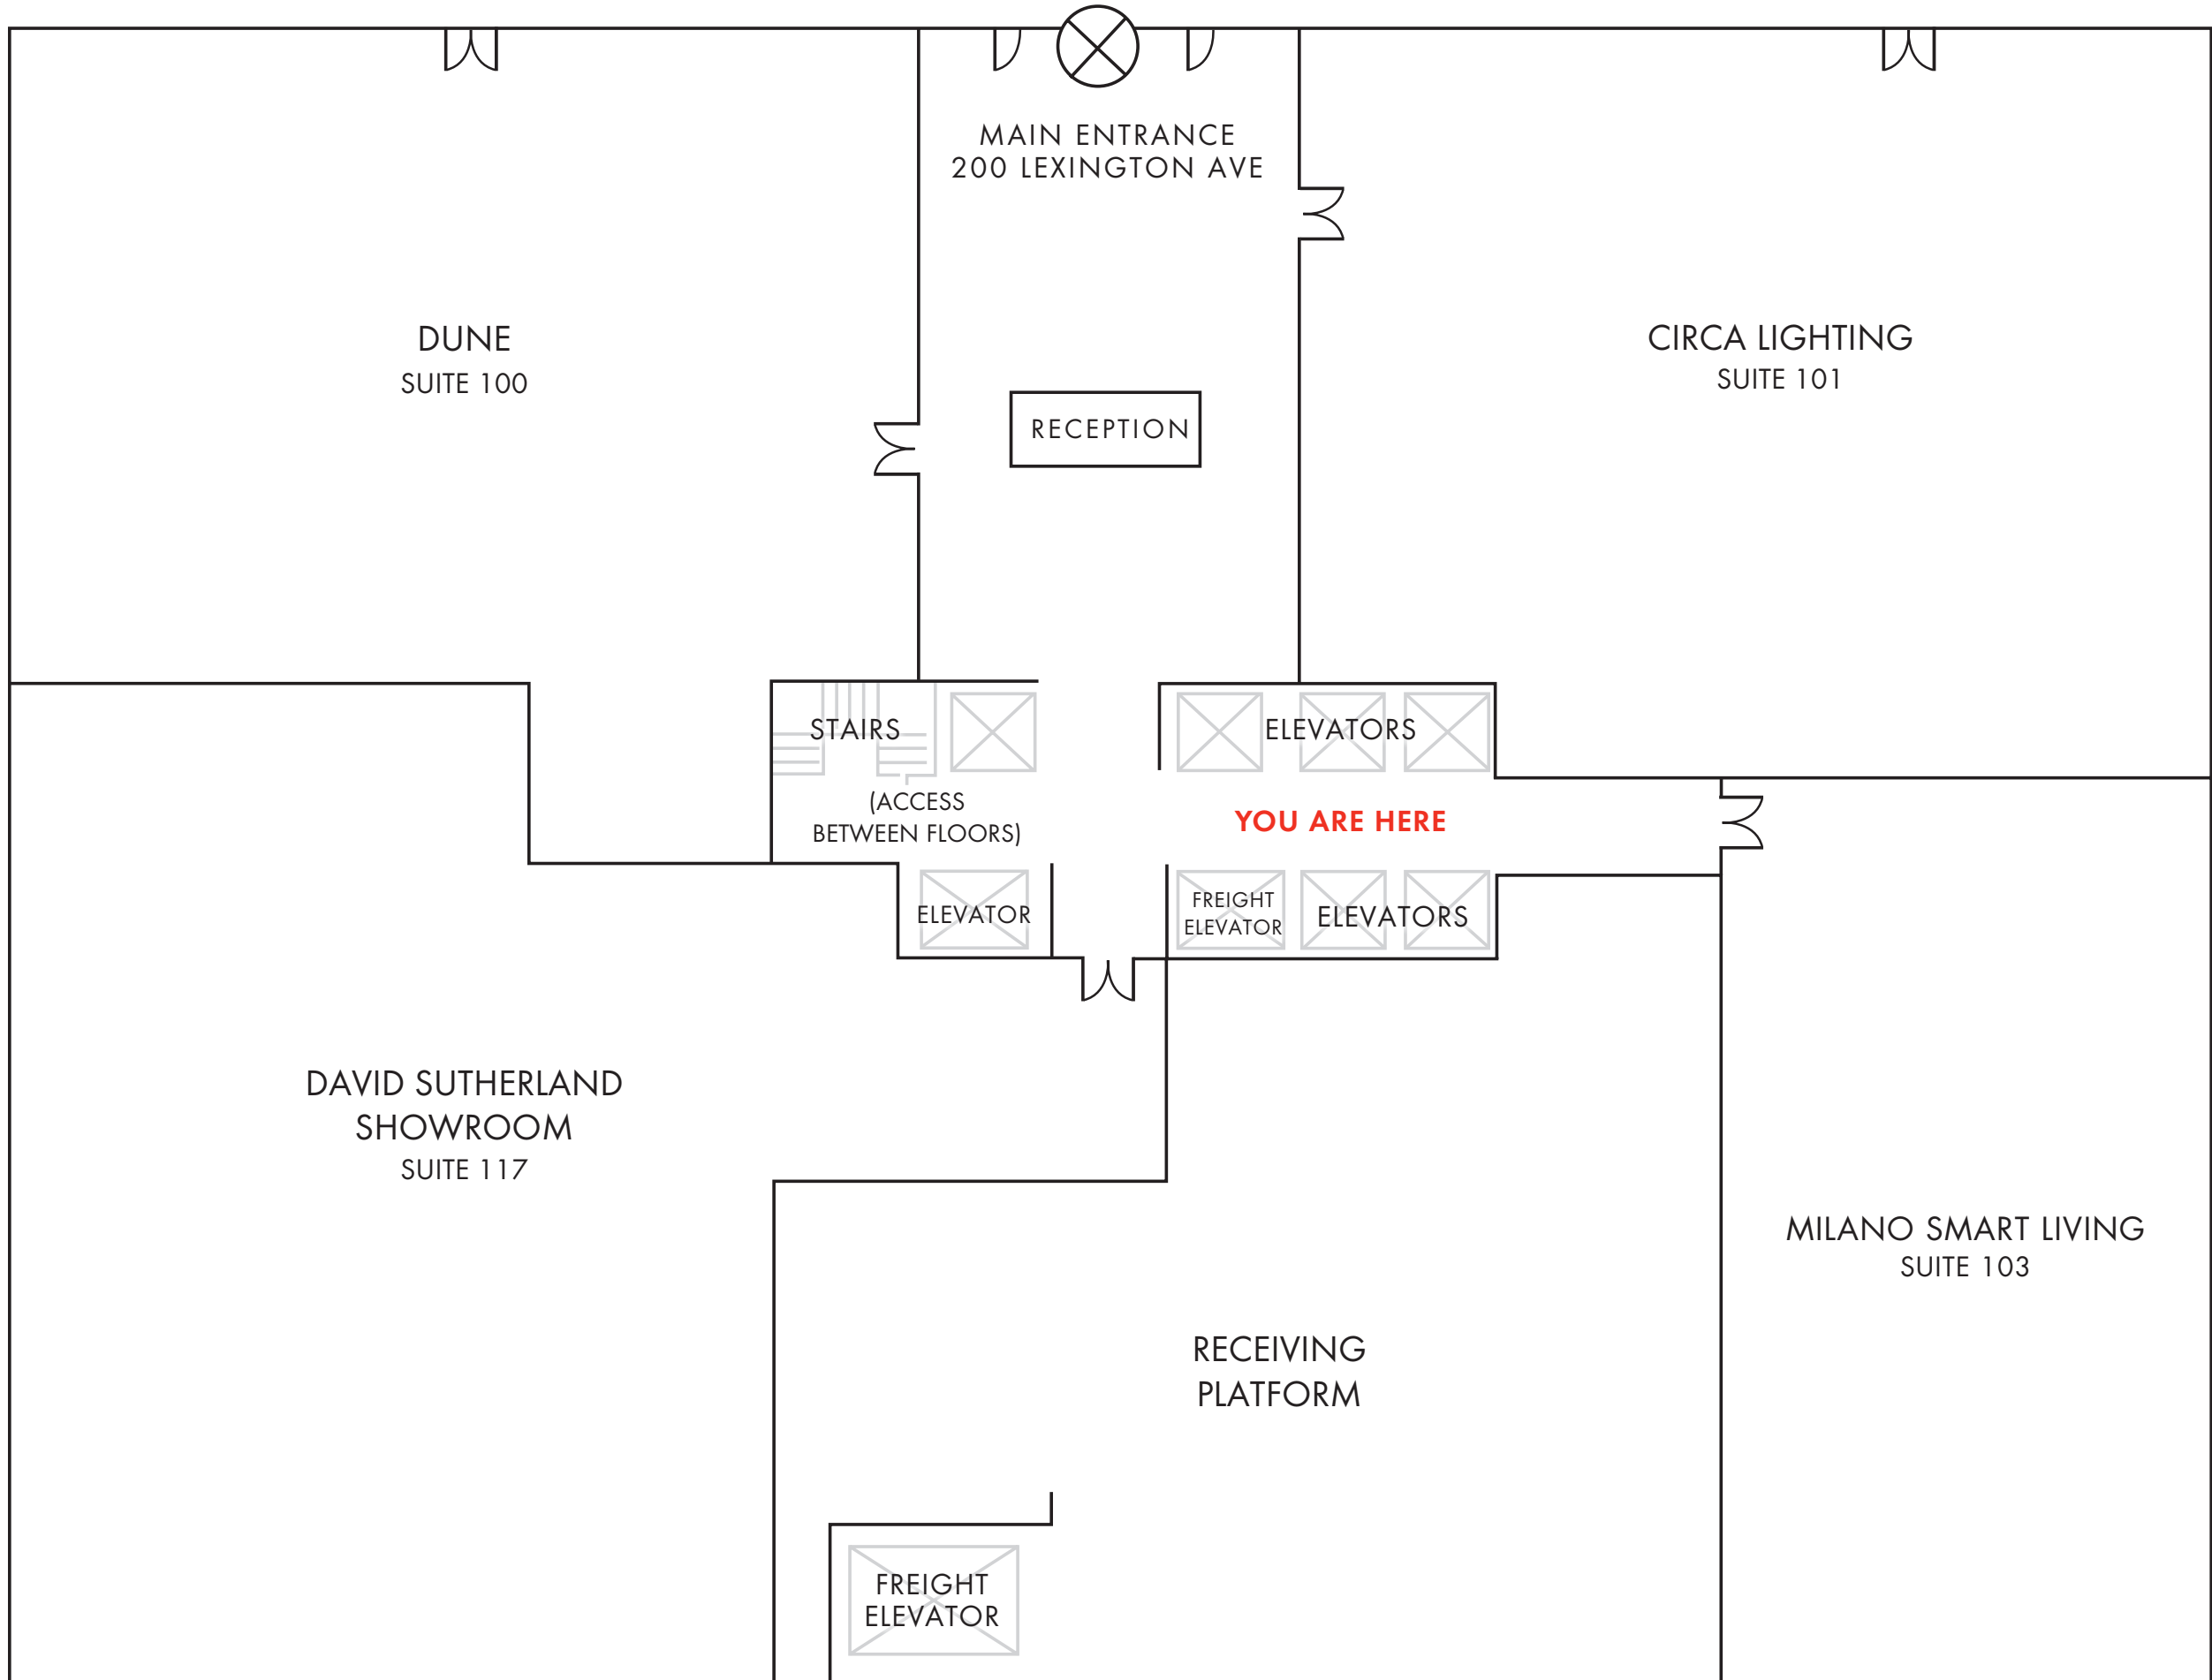 MAIN ENTRANCE
200 LEXINGTON AVE
DUNE
SUITE 100
CIRCA LIGHTING
SUITE 101
RECEPTION
STAIRS
ELEVATORS
(ACCESS
BETWEEN FLOORS)
YOU ARE HERE
ELEVATOR
FREIGHT
ELEVATOR
ELEVATORS
DAVID SUTHERLAND
SHOWROOM
SUITE 117
MILANO SMART LIVING
SUITE 103
RECEIVING
PLATFORM
FREIGHT
ELEVATOR